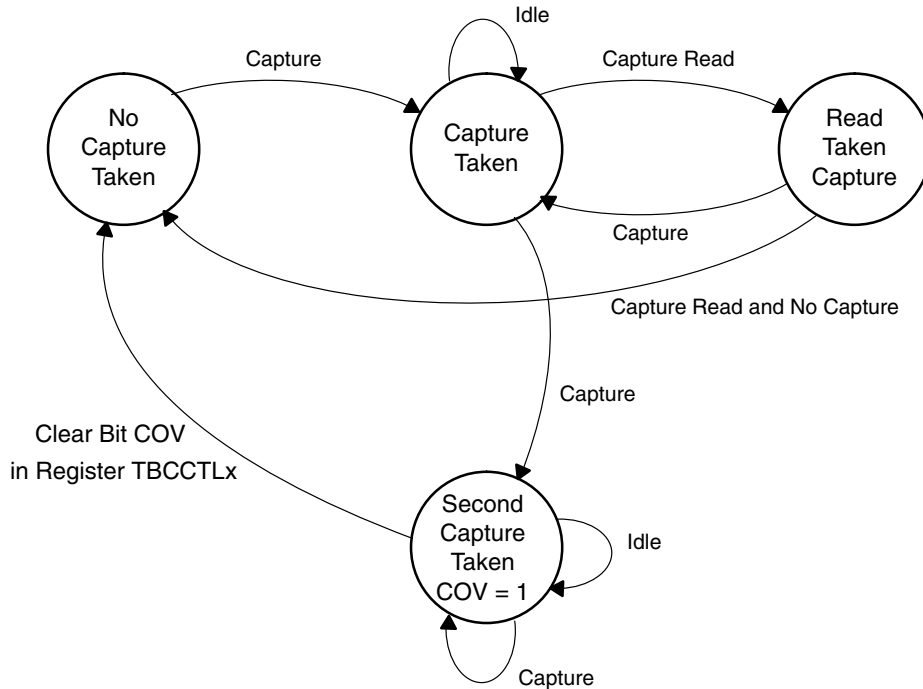 Idle
Capture
Capture Read
No
Capture
Taken
Capture
Taken
Read
Taken
Capture
Capture
Capture Read and No Capture
Capture
Clear Bit COV
in Register TBCCTLx
Second
Capture
Taken
COV = 1
Idle
Capture